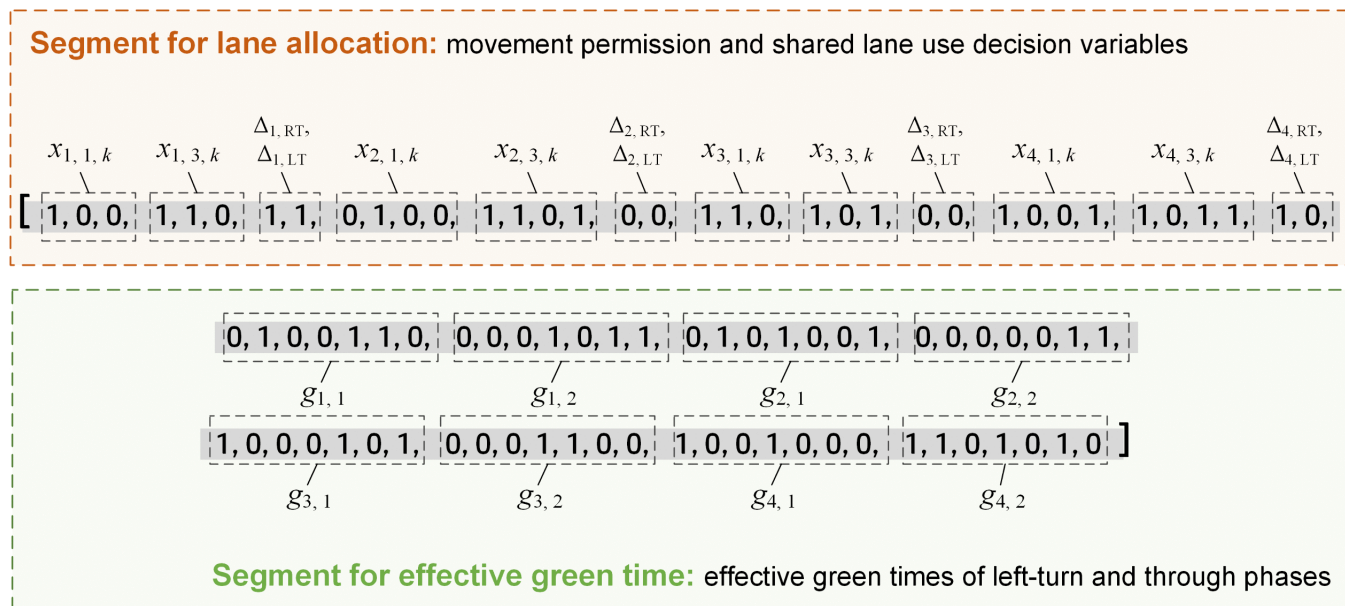 Segment for lane allocation: movement permission and shared lane use decision variables
Δ1, RT, Δ2, RT, Δ3, RT, Δ4, RT,
x1, 1, k x1, 3, k Δ1, LT x2, 1, k x2, 3, k Δ2, LT x3, 1, k x3, 3, k Δ3, LT x4, 1, k x4, 3, k Δ4, LT
[ 1, 0, 0, 1, 1, 0, 1, 1, 0, 1, 0, 0, 1, 1, 0, 1, 0, 0, 1, 1, 0, 1, 0, 1, 0, 0, 1, 0, 0, 1, 1, 0, 1, 1, 1, 0,
0, 1, 0, 0, 1, 1, 0, 0, 0, 0, 1, 0, 1, 1, 0, 1, 0, 1, 0, 0, 1, 0, 0, 0, 0, 0, 1, 1,
g1, 1 g1, 2 g2, 1 g2, 2
1, 0, 0, 0, 1, 0, 1, 0, 0, 0, 1, 1, 0, 0, 1, 0, 0, 1, 0, 0, 0, 1, 1, 0, 1, 0, 1, 0 ]
g3, 1 g3, 2 g4, 1 g4, 2
Segment for effective green time: effective green times of left-turn and through phases